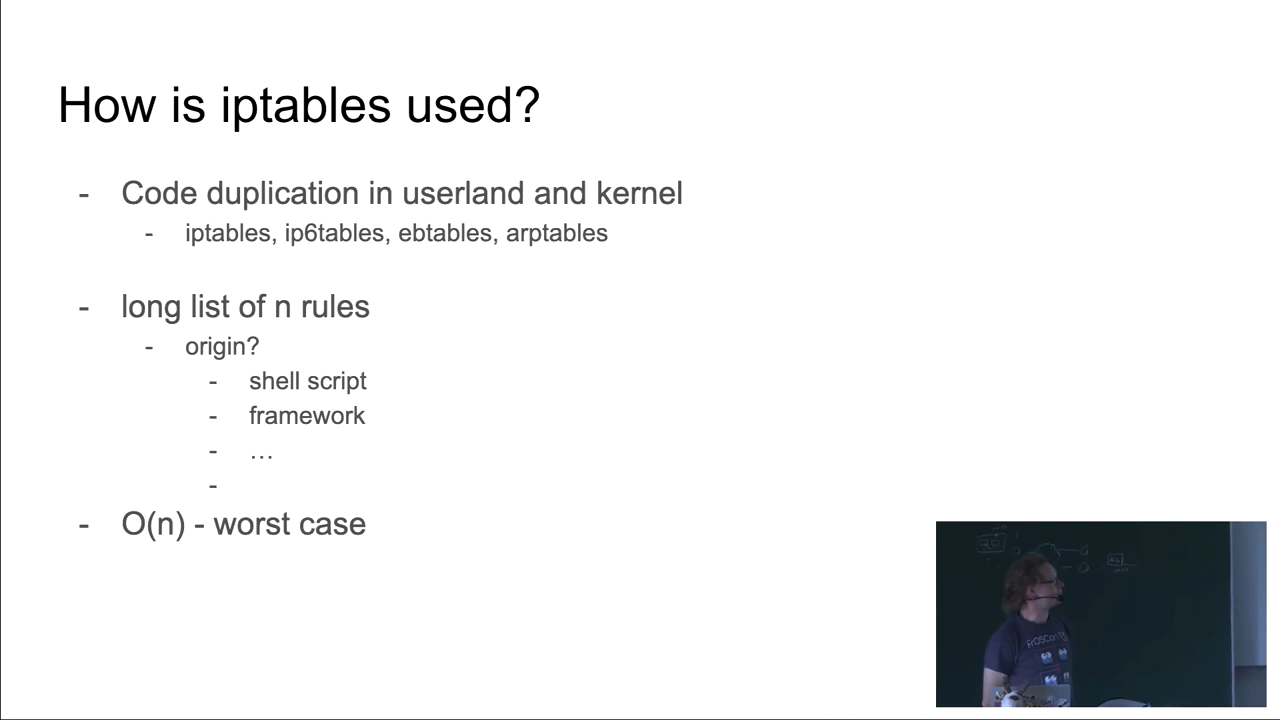 How is iptables used?
- Code duplication in userland and kernel
- iptables, ip6tables, ebtables, arptables
- long list of n rules
- origin?
- shell script
- framework
- …
-
- O(n) - worst case
FrOSCon